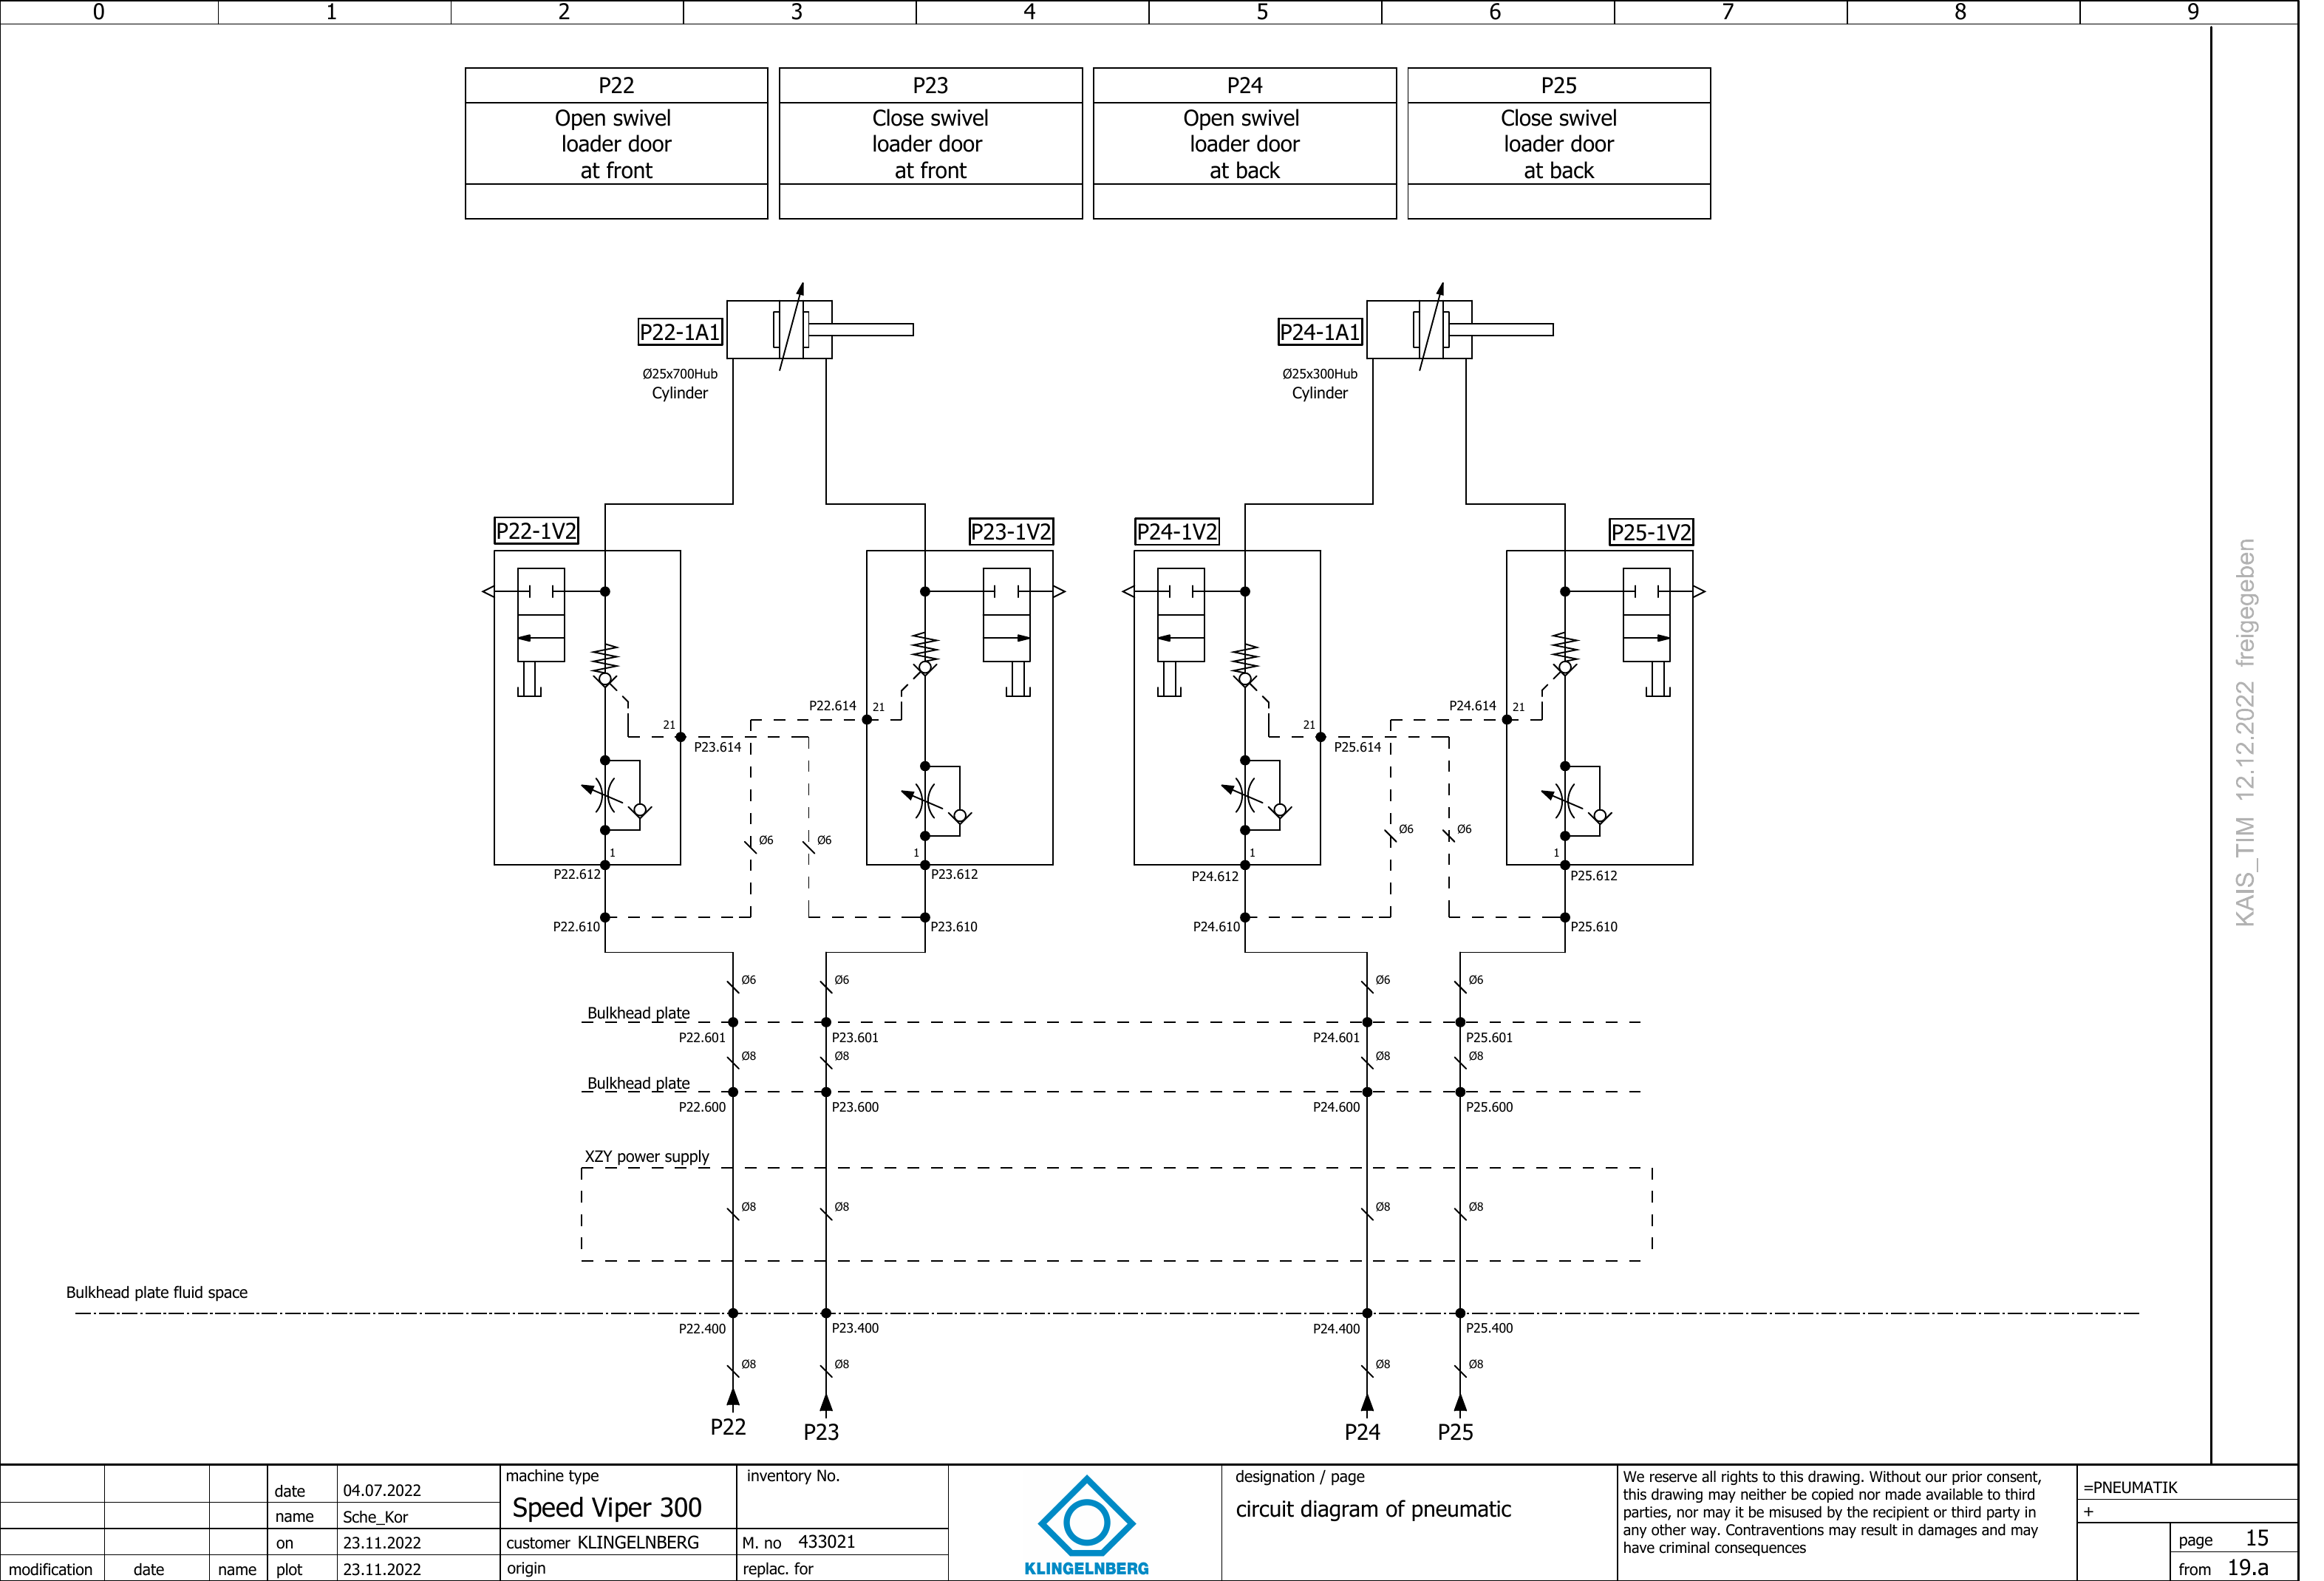 0 1 2 3 4 5 6 7 8 9
P22 P23 P24 P25
Open swivel Close swivel Open swivel Close swivel
loader door loader door loader door loader door
at front at front at back at back
P22-1A1 P24-1A1
Ø25x700Hub Ø25x300Hub
Cylinder Cylinder
P22-1V2 P23-1V2 P24-1V2 P25-1V2
P22.614 21 P24.614 21
21 21
P23.614 P25.614
Ø6 Ø6 Ø6 Ø6
1 1 1 1
P22.612 P23.612 P24.612 P25.612
P22.610 P23.610 P24.610 P25.610
Ø6 Ø6 Ø6 Ø6
Bulkhead plate
P22.601 P23.601 P24.601 P25.601
Ø8 Ø8 Ø8 Ø8
Bulkhead plate
P22.600 P23.600 P24.600 P25.600
XZY power supply
Ø8 Ø8 Ø8 Ø8
Bulkhead plate fluid space
P22.400 P23.400 P24.400 P25.400
Ø8 Ø8 Ø8 Ø8
P22 P23 P24 P25
KAIS_TIM 12.12.2022 freigegeben
modification date name
date 04.07.2022
name Sche_Kor
on 23.11.2022
plot 23.11.2022
machine type
Speed Viper 300
customer KLINGELNBERG
origin
inventory No.
M. no 433021
replac. for
KLINGELNBERG
designation / page
circuit diagram of pneumatic
We reserve all rights to this drawing. Without our prior consent,
this drawing may neither be copied nor made available to third
parties, nor may it be misused by the recipient or third party in
any other way. Contraventions may result in damages and may
have criminal consequences
=PNEUMATIK
+
page 15
from 19.a